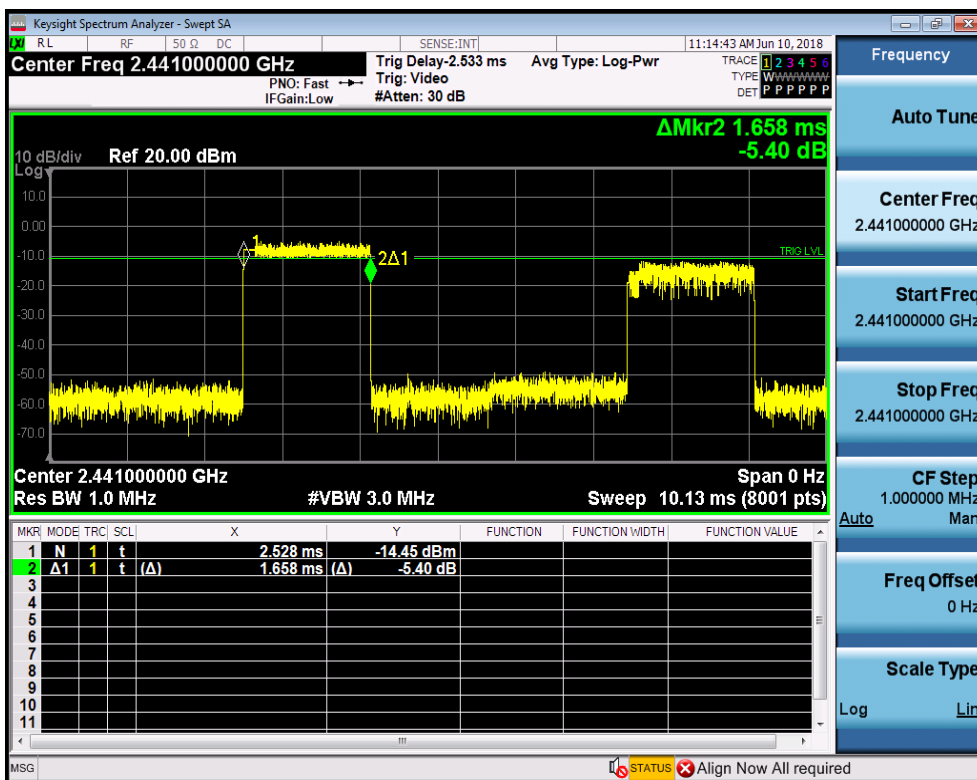 Keysight Spectrum Analyzer - Swept SA
LXI RL RF 50 Ω DC SENSE:INT 11:14:43 AM Jun 10, 2018
Center Freq 2.441000000 GHz
PNO: Fast
IFGain:Low
Trig Delay-2.533 ms
Trig: Video
#Atten: 30 dB
Avg Type: Log-Pwr
TRACE 1 2 3 4 5 6
TYPE WWWWWW
DET P P P P P P
ΔMkr2 1.658 ms
-5.40 dB
10 dB/div Ref 20.00 dBm
Log
10.0
0.00
-10.0
-20.0
-30.0
-40.0
-50.0
-60.0
-70.0
1
2Δ1
TRIG LVL
Center 2.441000000 GHz Span 0 Hz
Res BW 1.0 MHz #VBW 3.0 MHz Sweep 10.13 ms (8001 pts)
MKR MODE TRC SCL X Y FUNCTION FUNCTION WIDTH FUNCTION VALUE
1 N 1 t 2.528 ms -14.45 dBm
2 Δ1 1 t (Δ) 1.658 ms (Δ) -5.40 dB
3
4
5
6
7
8
9
10
11
MSG STATUS Align Now All required
Frequency
Auto Tune
Center Freq
2.441000000 GHz
Start Freq
2.441000000 GHz
Stop Freq
2.441000000 GHz
CF Step
1.000000 MHz
Auto Man
Freq Offset
0 Hz
Scale Type
Log Lin